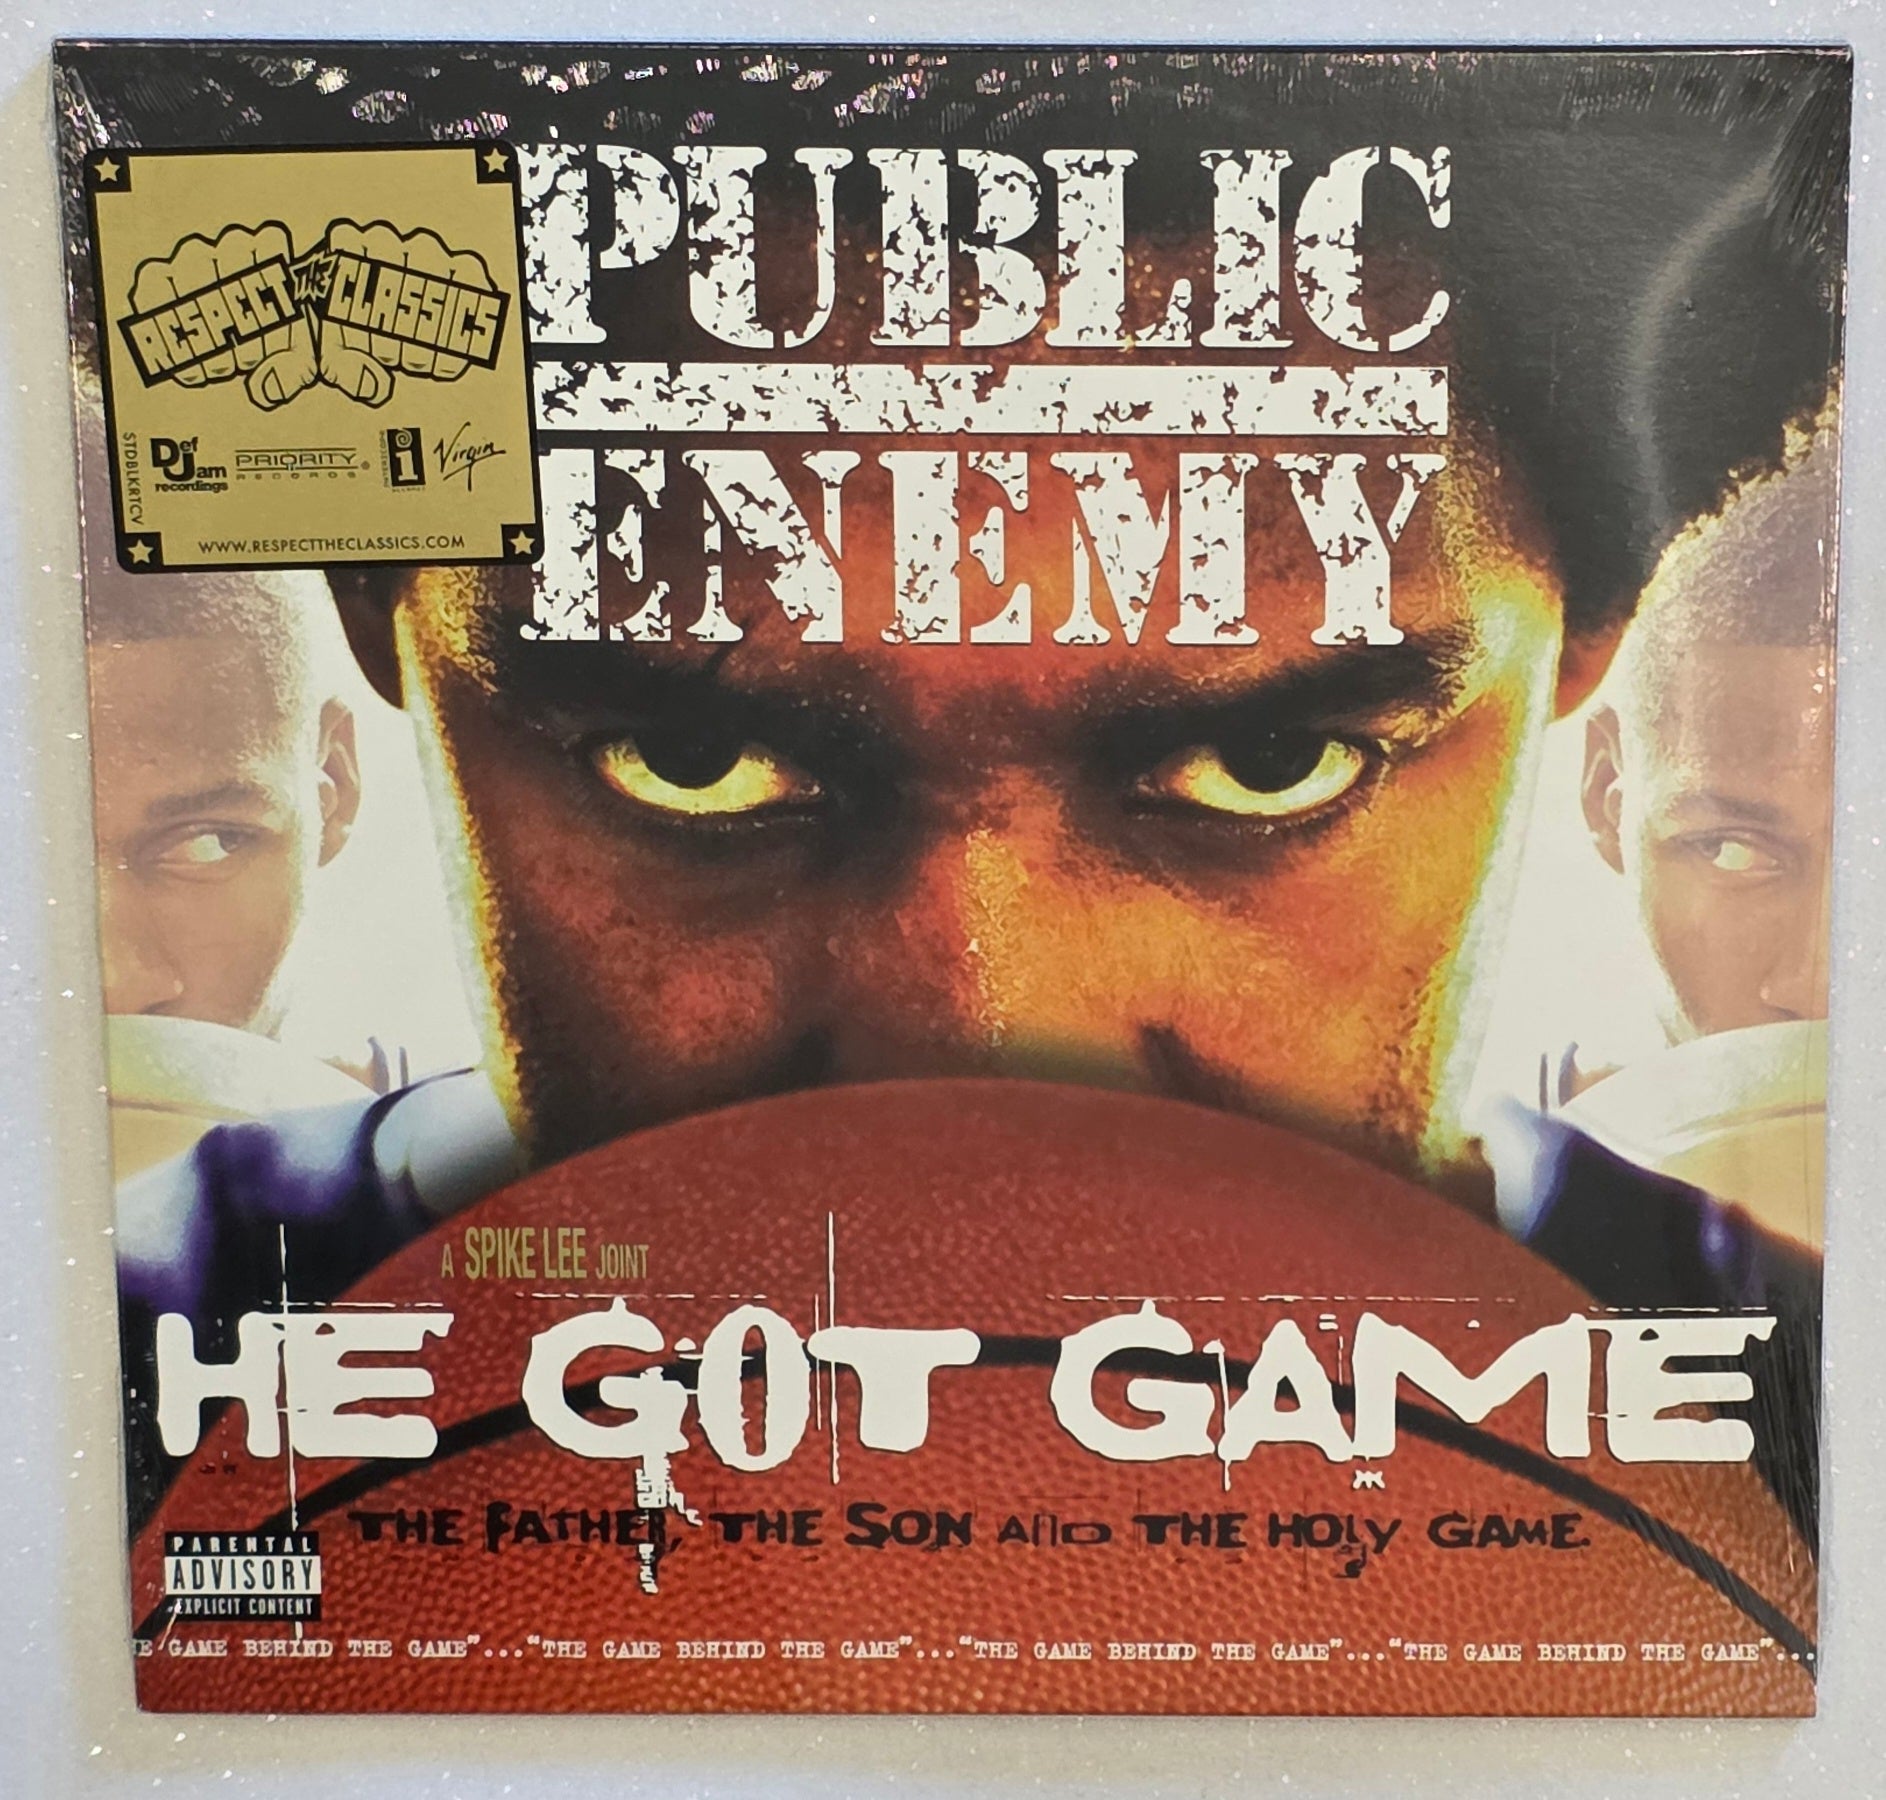 PUBLIC
ENEMY
RESPECT THE CLASSICS
Def
Jam
recordings
PRIORITY
RECORDS
Virgin
STDBLKRTCV
WWW.RESPECTTHECLASSICS.COM
A SPIKE LEE JOINT
HE GOT GAME
THE FATHER, THE SON AND THE HOLY GAME.
PARENTAL
ADVISORY
EXPLICIT CONTENT
E GAME BEHIND THE GAME"..."THE GAME BEHIND THE GAME"..."THE GAME BEHIND THE GAME"..."THE GAME BEHIND THE GAME"...